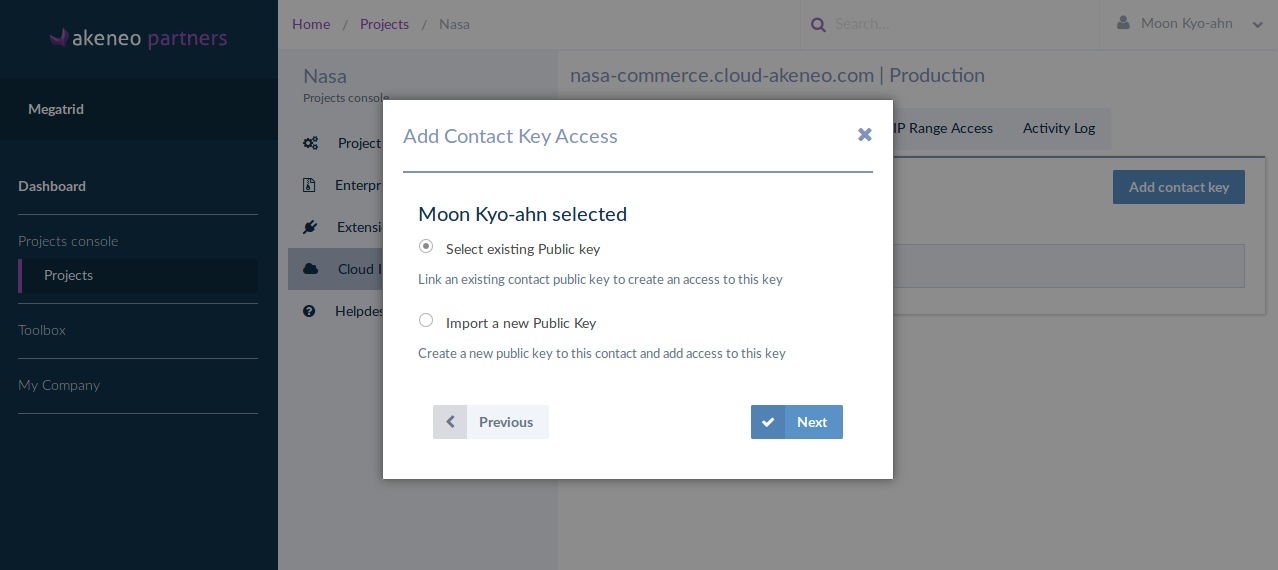 akeneo partners
Megatrid
Dashboard
Projects console
Projects
Toolbox
My Company
Home / Projects / Nasa
Search...
Moon Kyo-ahn
Nasa
Projects console
Project
Enterpr
Extensi
Cloud I
Helpdes
nasa-commerce.cloud-akeneo.com | Production
IP Range Access
Activity Log
Add contact key
Add Contact Key Access
Moon Kyo-ahn selected
Select existing Public key
Link an existing contact public key to create an access to this key
Import a new Public Key
Create a new public key to this contact and add access to this key
Previous
Next